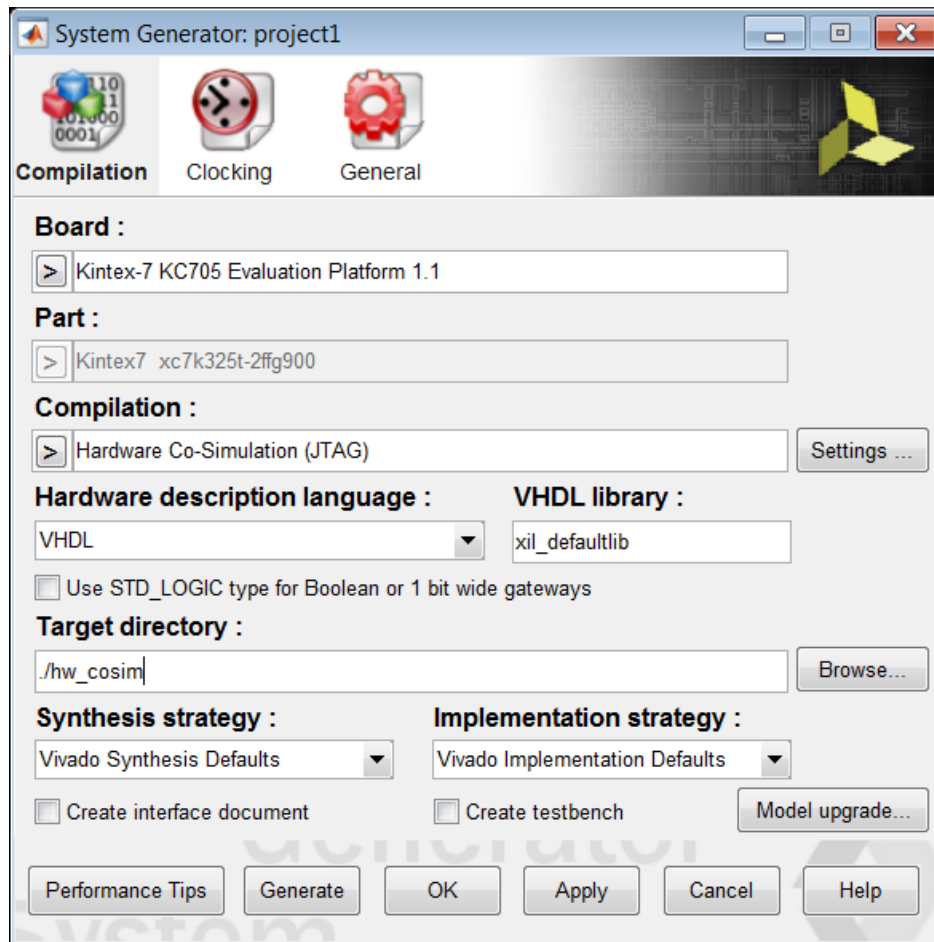 System Generator: project1
Compilation Clocking General
Board :
> Kintex-7 KC705 Evaluation Platform 1.1
Part :
> Kintex7 xc7k325t-2ffg900
Compilation :
> Hardware Co-Simulation (JTAG) Settings ...
Hardware description language : VHDL library :
VHDL xil_defaultlib
Use STD_LOGIC type for Boolean or 1 bit wide gateways
Target directory :
./hw_cosim Browse...
Synthesis strategy : Implementation strategy :
Vivado Synthesis Defaults Vivado Implementation Defaults
Create interface document Create testbench Model upgrade...
Generator
Performance Tips Generate OK Apply Cancel Help
System